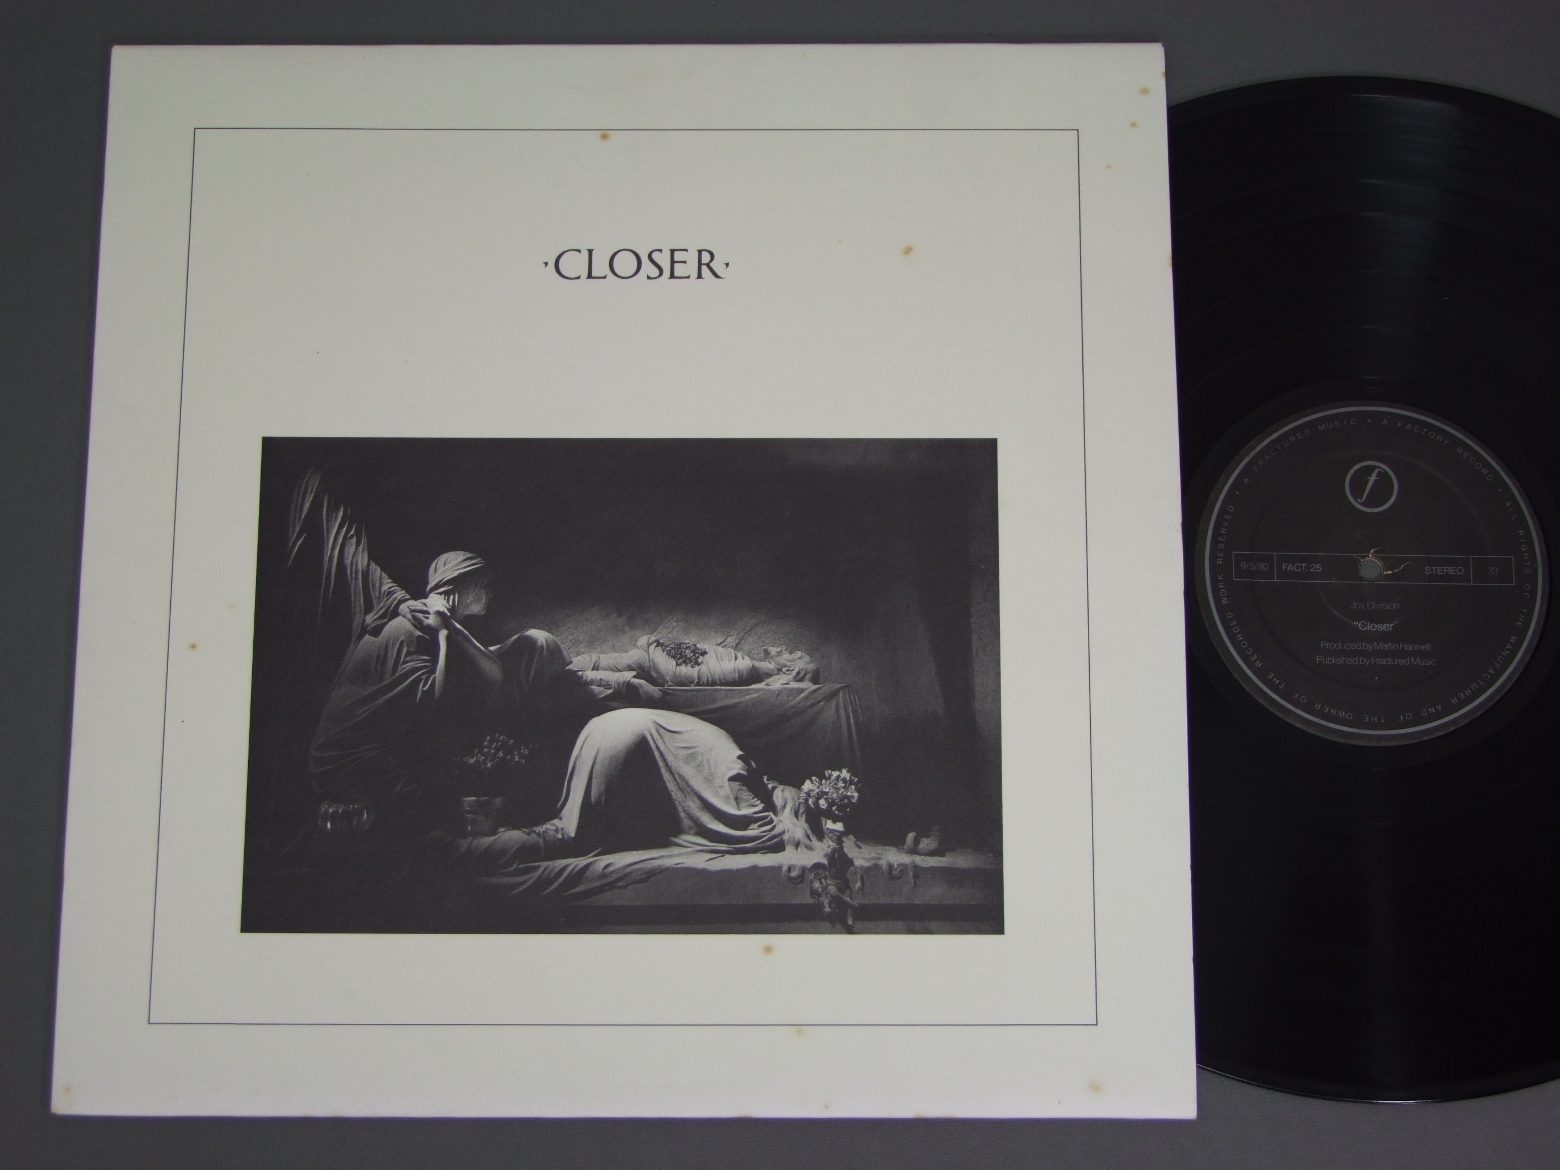 ·CLOSER·
A FRACTURED MUSIC • A FACTORY RECORD • ALL RIGHTS OF THE MANUFACTURER AND OF THE OWNER OF THE RECORDED WORK RESERVED •
f
9/5/80 FACT. 25 STEREO 33
Joy Division
"Closer"
Produced by Martin Hannett
Published by Fractured Music